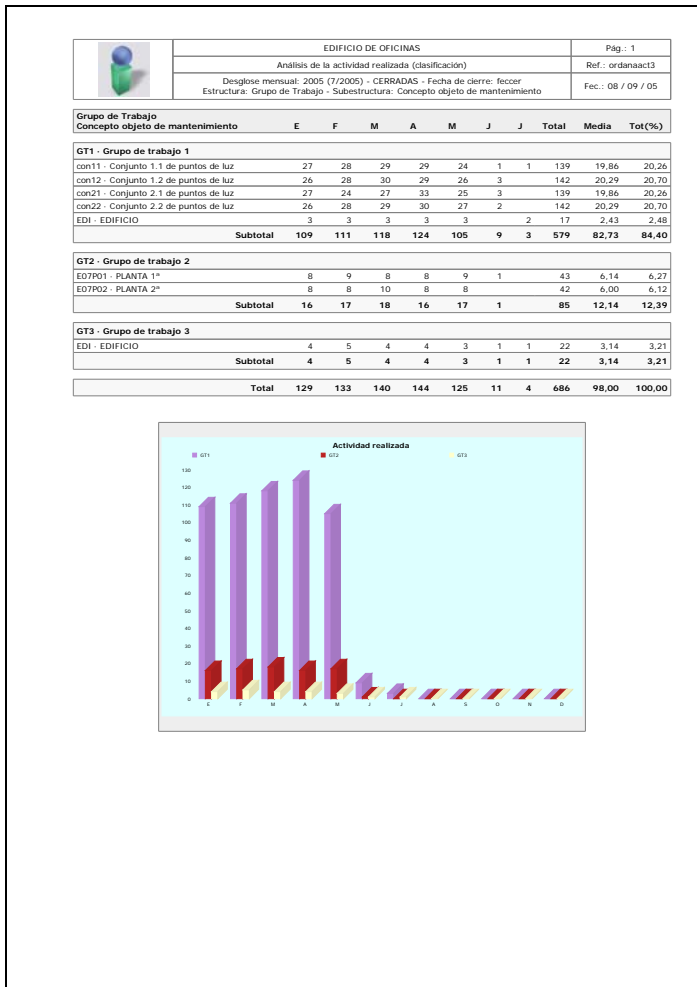 EDIFICIO DE OFICINAS Pág.: 1
Análisis de la actividad realizada (clasificación) Ref.: ordanaact3
Desglose mensual: 2005 (7/2005) - CERRADAS - Fecha de cierre: feccer
Estructura: Grupo de Trabajo - Subestructura: Concepto objeto de mantenimiento
Fec.: 08 / 09 / 05
Grupo de Trabajo
Concepto objeto de mantenimiento E F M A M J J Total Media Tot(%)
GT1 - Grupo de trabajo 1
con11 - Conjunto 1.1 de puntos de luz 27 28 29 29 24 1 1 139 19,86 20,26
con12 - Conjunto 1.2 de puntos de luz 26 28 30 29 26 3 142 20,29 20,70
con21 - Conjunto 2.1 de puntos de luz 27 24 27 33 25 3 139 19,86 20,26
con22 - Conjunto 2.2 de puntos de luz 26 28 29 30 27 2 142 20,29 20,70
EDI - EDIFICIO 3 3 3 3 3 2 17 2,43 2,48
Subtotal 109 111 118 124 105 9 3 579 82,73 84,40
GT2 - Grupo de trabajo 2
E07P01 - PLANTA 1ª 8 9 8 8 9 1 43 6,14 6,27
E07P02 - PLANTA 2ª 8 8 10 8 8 42 6,00 6,12
Subtotal 16 17 18 16 17 1 85 12,14 12,39
GT3 - Grupo de trabajo 3
EDI - EDIFICIO 4 5 4 4 3 1 1 22 3,14 3,21
Subtotal 4 5 4 4 3 1 1 22 3,14 3,21
Total 129 133 140 144 125 11 4 686 98,00 100,00
Actividad realizada
GT1 GT2 GT3
130
110
100
90
80
70
60
50
40
30
20
10
0
E F M A M J J A S O N D